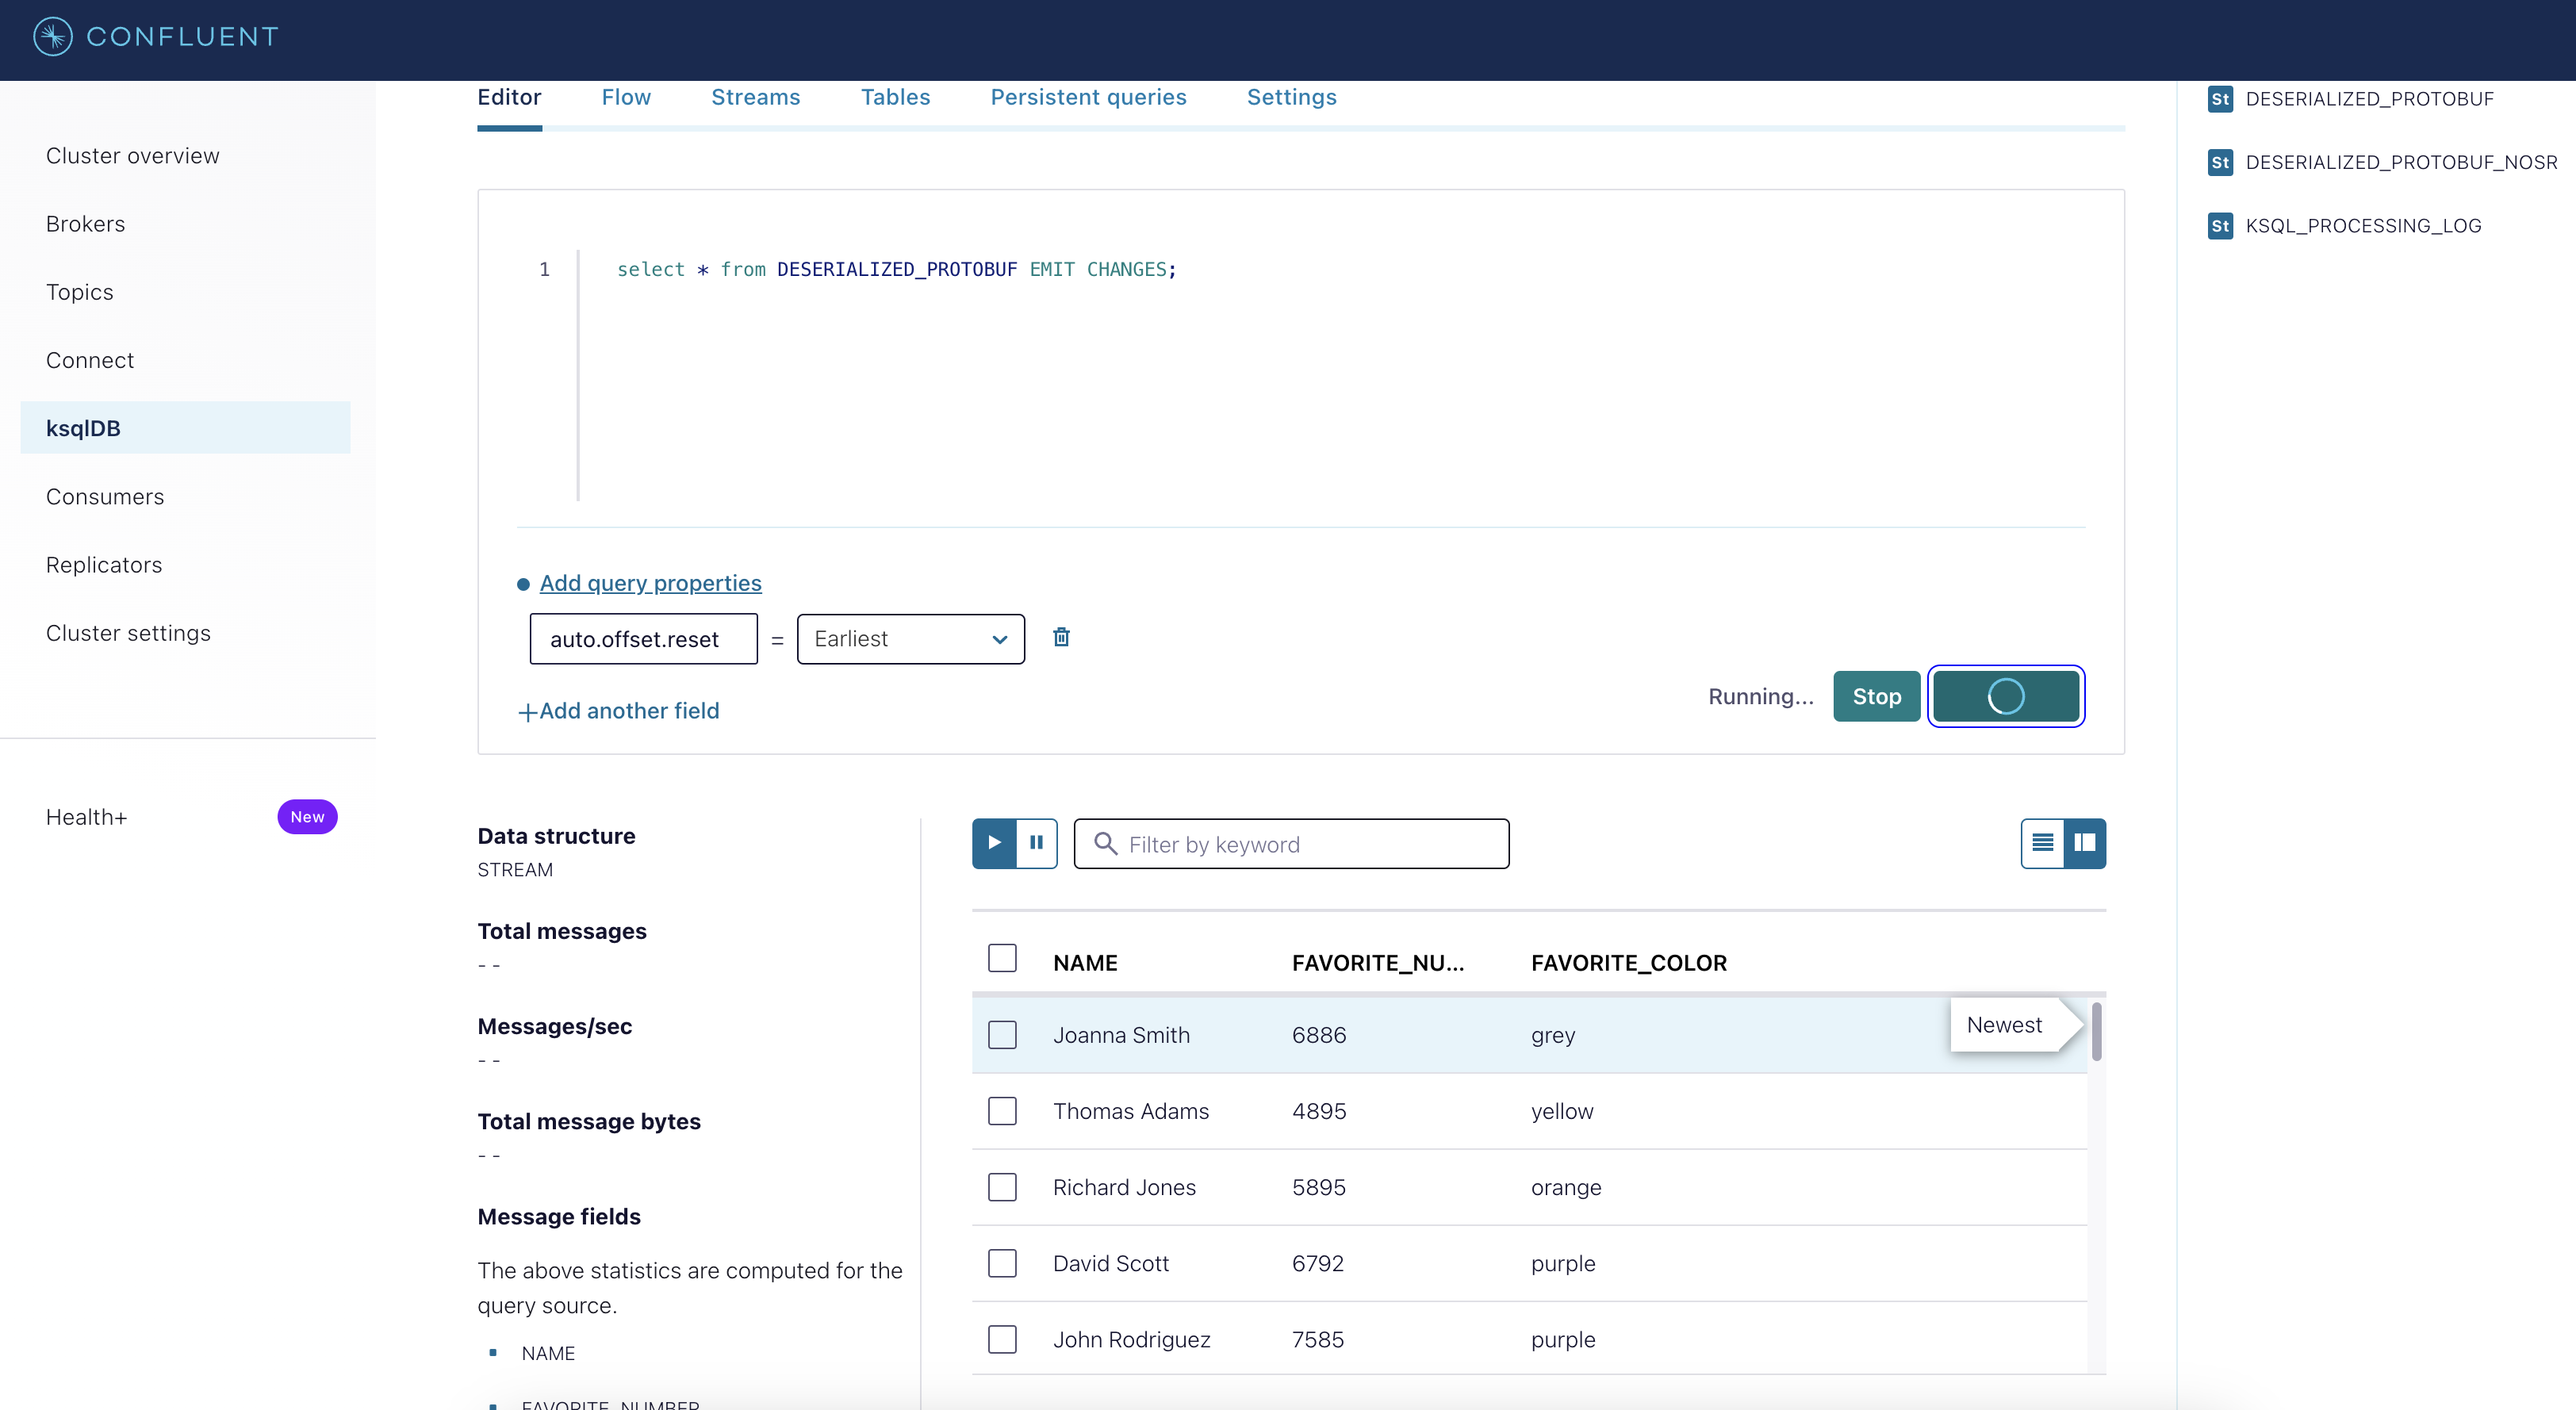 CONFLUENT
Cluster overview
Brokers
Topics
Connect
ksqlDB
Consumers
Replicators
Cluster settings
Health+ New
Editor Flow Streams Tables Persistent queries Settings
1 select * from DESERIALIZED_PROTOBUF EMIT CHANGES;
Add query properties
auto.offset.reset = Earliest
+Add another field
Running... Stop
Data structure
STREAM
Total messages
- -
Messages/sec
- -
Total message bytes
- -
Message fields
The above statistics are computed for the
query source.
NAME
FAVORITE_NUMBER
Filter by keyword
NAME FAVORITE_NU... FAVORITE_COLOR
Joanna Smith 6886 grey
Newest
Thomas Adams 4895 yellow
Richard Jones 5895 orange
David Scott 6792 purple
John Rodriguez 7585 purple
St DESERIALIZED_PROTOBUF
St DESERIALIZED_PROTOBUF_NOSR
St KSQL_PROCESSING_LOG